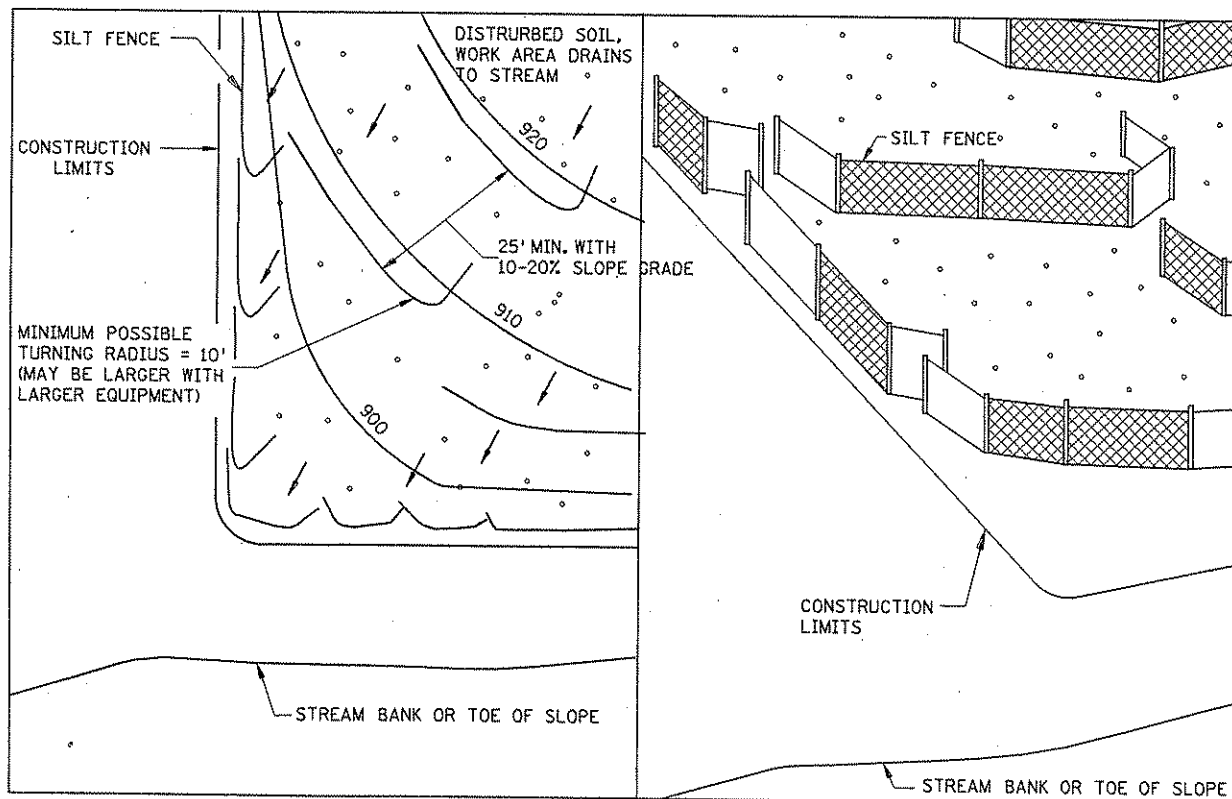 SILT FENCE
DISTRURBED SOIL,
WORK AREA DRAINS
TO STREAM
CONSTRUCTION
LIMITS
920
25' MIN. WITH
10-20% SLOPE GRADE
910
MINIMUM POSSIBLE
TURNING RADIUS = 10'
(MAY BE LARGER WITH
LARGER EQUIPMENT)
900
STREAM BANK OR TOE OF SLOPE
SILT FENCE
CONSTRUCTION
LIMITS
STREAM BANK OR TOE OF SLOPE